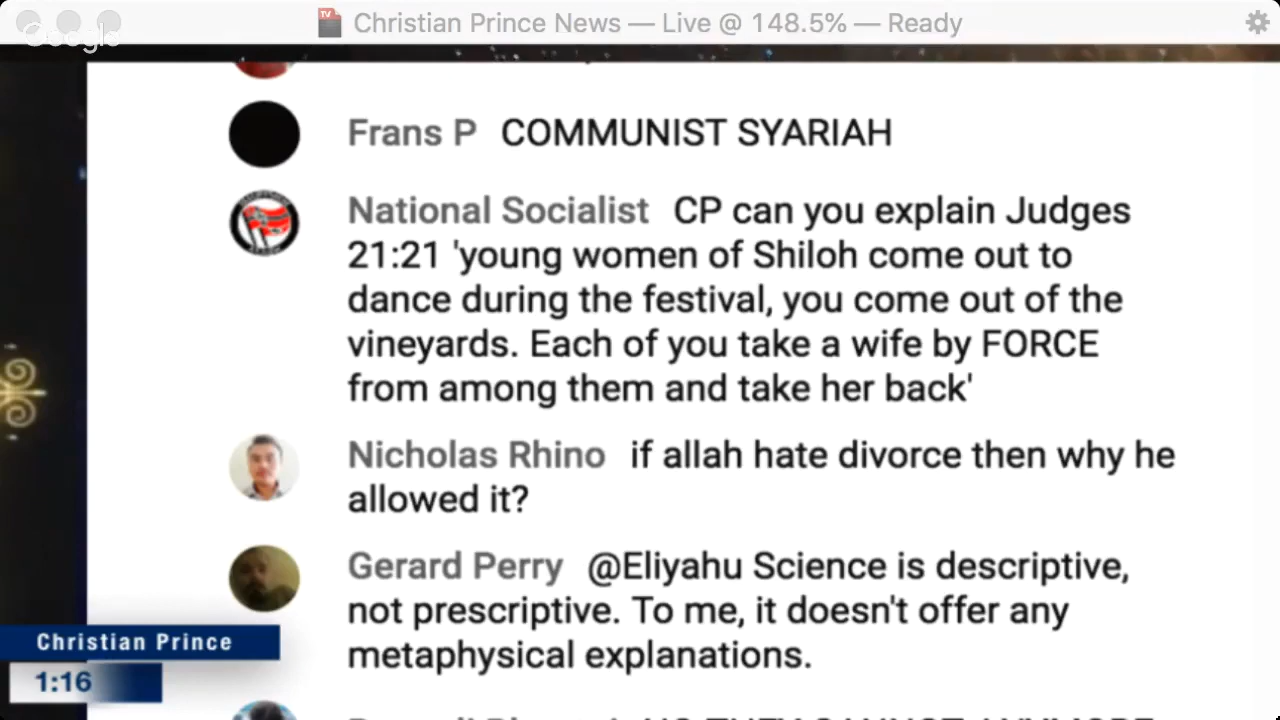 Christian Prince News — Live @ 148.5% — Ready
Google
Frans P COMMUNIST SYARIAH
National Socialist CP can you explain Judges
21:21 'young women of Shiloh come out to
dance during the festival, you come out of the
vineyards. Each of you take a wife by FORCE
from among them and take her back'
Nicholas Rhino if allah hate divorce then why he
allowed it?
Gerard Perry @Eliyahu Science is descriptive,
not prescriptive. To me, it doesn't offer any
metaphysical explanations.
Christian Prince
1:16